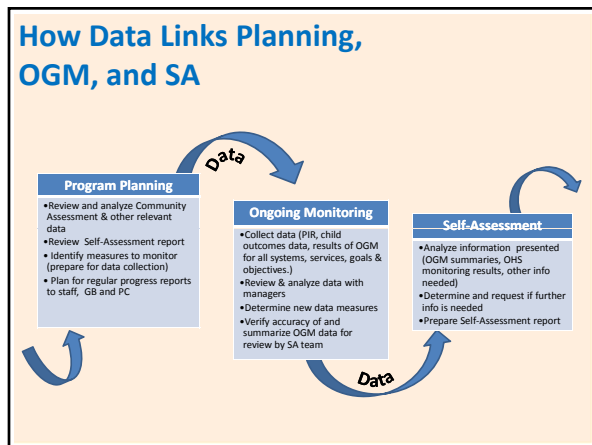 How Data Links Planning,
OGM, and SA
Data
Program Planning
•Review and analyze Community
Assessment & other relevant
data
•Review Self-Assessment report
•Identify measures to monitor
(prepare for data collection)
•Plan for regular progress reports
to staff, GB and PC
Ongoing Monitoring
•Collect data (PIR, child
outcomes data, results of OGM
for all systems, services, goals &
objectives.)
•Review & analyze data with
managers
•Determine new data measures
•Verify accuracy of and
summarize OGM data for
review by SA team
Data
Self-Assessment
•Analyze information presented
(OGM summaries, OHS
monitoring results, other info
needed)
•Determine and request if further
info is needed
•Prepare Self-Assessment report